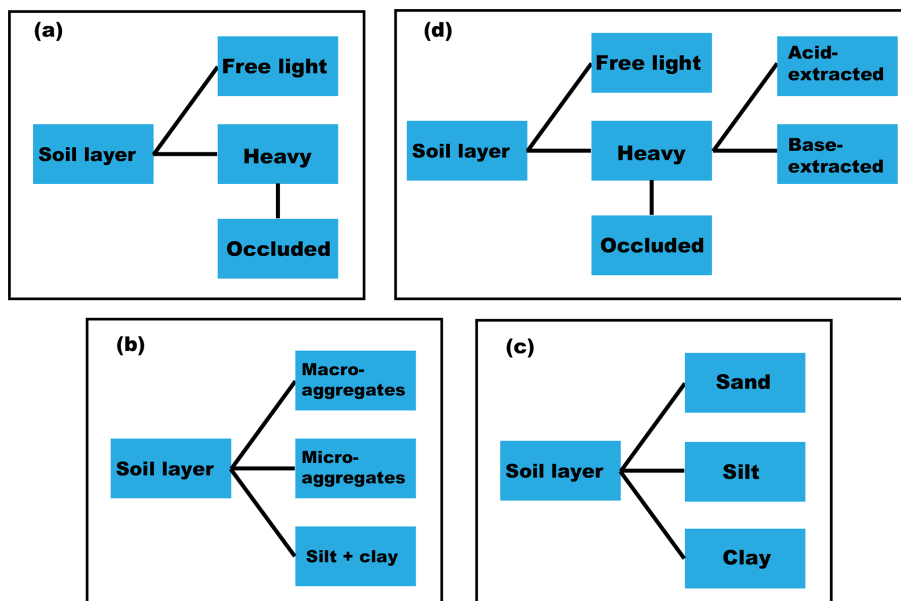 (a)
Free light
Soil layer
Heavy
Occluded
(d)
Free light
Acid-
extracted
Soil layer
Heavy
Base-
extracted
Occluded
(b)
Macro-
aggregates
Soil layer
Micro-
aggregates
Silt + clay
(c)
Sand
Soil layer
Silt
Clay